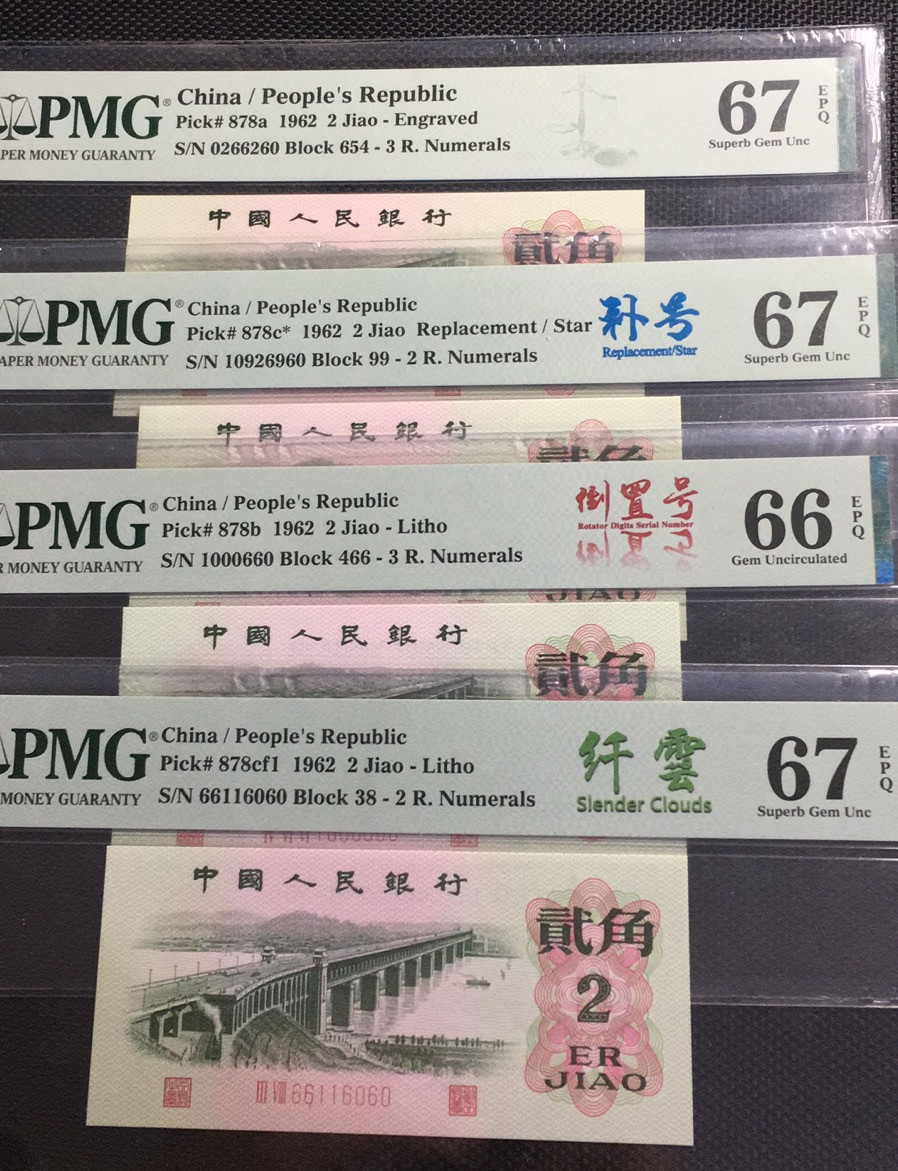 PMG® China / People's Republic
Pick# 878a 1962 2 Jiao - Engraved
PER MONEY GUARANTY S/N 0266260 Block 654 - 3 R. Numerals
67 EPQ
Superb Gem Unc
中國人民銀行
貳角
PMG® China / People's Republic
Pick# 878c* 1962 2 Jiao Replacement / Star
APER MONEY GUARANTY S/N 10926960 Block 99 - 2 R. Numerals
补号
Replacement/Star
67 EPQ
Superb Gem Unc
中國人民銀行
貳角
PMG® China / People's Republic
Pick# 878b 1962 2 Jiao - Litho
R MONEY GUARANTY S/N 1000660 Block 466 - 3 R. Numerals
倒置号
Rotator Digits Serial Number
66 EPQ
Gem Uncirculated
JIAO
中國人民銀行
貳角
PMG® China / People's Republic
Pick# 878cf1 1962 2 Jiao - Litho
MONEY GUARANTY S/N 66116060 Block 38 - 2 R. Numerals
纤雲
Slender Clouds
67 EPQ
Superb Gem Unc
中國人民銀行
貳角
2
ER
JIAO
III VIII 66116060